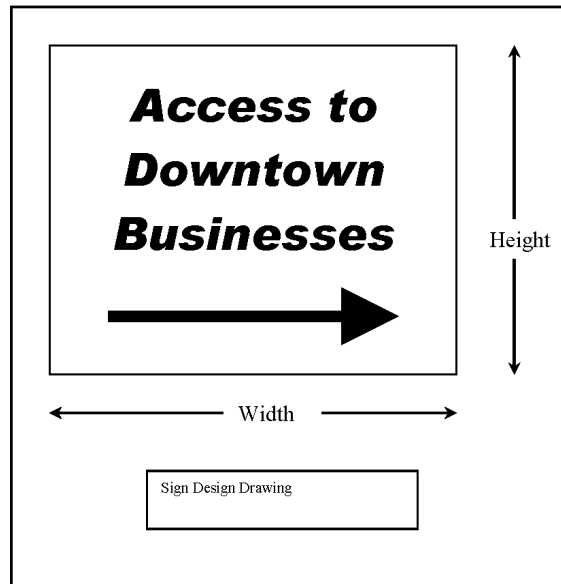 Access to
Downtown
Businesses
Height
Width
Sign Design Drawing